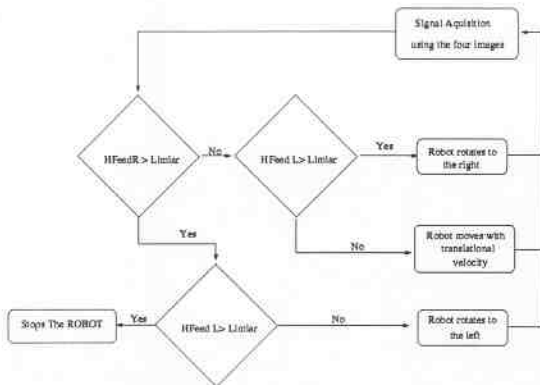 Signal Aquisition
using the four images
HFeedR > Limiar
No
HFeed L> Limiar
Yes
Robot rotates to
the right
Yes
No
Robot moves with
translational
velocity
Stops The ROBOT
Yes
HFeed L> Limiar
No
Robot rotates to
the left